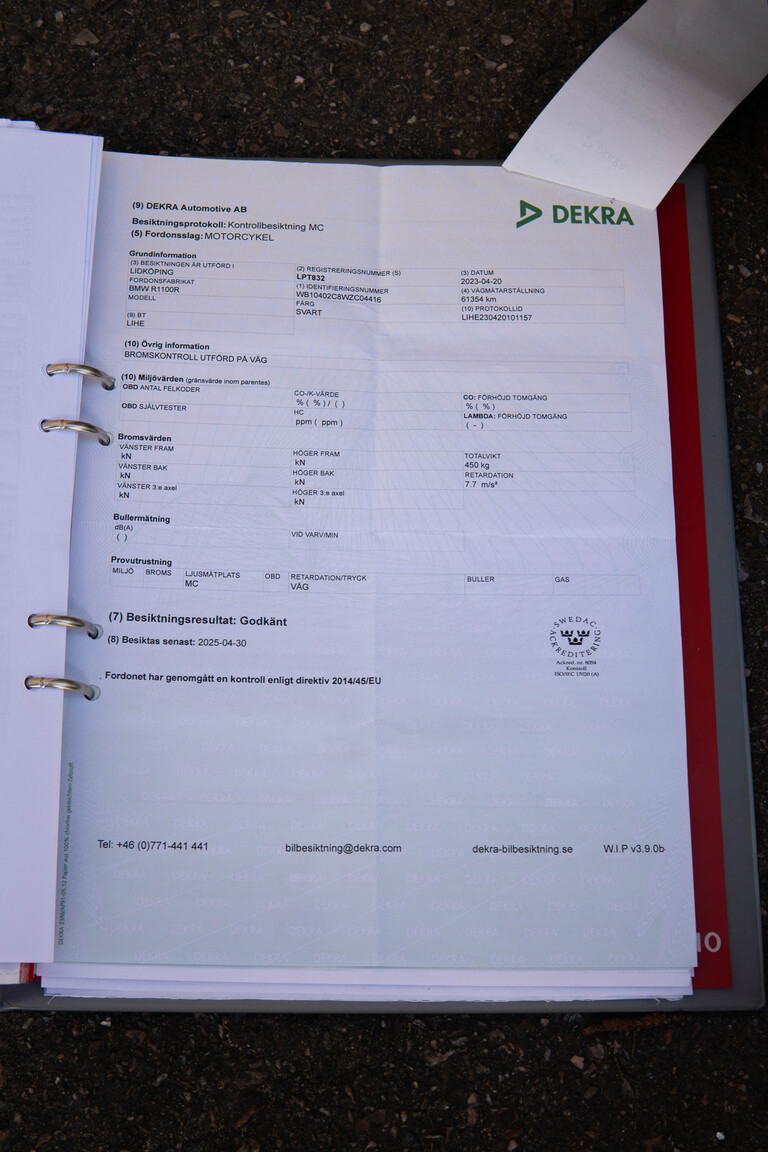 (9) DEKRA Automotive AB
DEKRA
Besiktningsprotokoll: Kontrollbesiktning MC
(5) Fordonsslag: MOTORCYKEL
Grundinformation
(3) BESIKTNINGEN ÄR UTFÖRD I
LIDKÖPING
(2) REGISTRERINGSNUMMER (S)
LPT832
(3) DATUM
2023-04-20
FORDONSFABRIKAT
BMW R1100R
(1) IDENTIFIERINGSNUMMER
WB10402C8WZC04416
(4) VÄGMÄTARSTÄLLNING
61354 km
MODELL
FÄRG
SVART
(10) PROTOKOLLID
LIHE230420101157
(9) BT
LIHE
(10) Övrig information
BROMSKONTROLL UTFÖRD PÅ VÄG
(10) Miljövärden (gränsvärde inom parentes)
OBD ANTAL FELKODER
CO-/K-VÄRDE
% ( % ) / ( )
CO: FÖRHÖJD TOMGÅNG
% ( % )
OBD SJÄLVTESTER
HC
ppm ( ppm )
LAMBDA: FÖRHÖJD TOMGÅNG
( - )
Bromsvärden
VÄNSTER FRAM
kN
HÖGER FRAM
kN
TOTALVIKT
450 kg
VÄNSTER BAK
kN
HÖGER BAK
kN
RETARDATION
7.7 m/s²
VÄNSTER 3:e axel
kN
HÖGER 3:e axel
kN
Bullermätning
dB(A)
( )
VID VARV/MIN
Provutrustning
MILJÖ BROMS LJUSMÄTPLATS OBD RETARDATION/TRYCK BULLER GAS
MC VÄG
(7) Besiktningsresultat: Godkänt
(8) Besiktas senast: 2025-04-30
SWEDAC
ACKREDITERING
Ackred. nr. 8054
Kontroll
ISO/IEC 17020 (A)
Fordonet har genomgått en kontroll enligt direktiv 2014/45/EU
Tel: +46 (0)771-441 441 bilbesiktning@dekra.com dekra-bilbesiktning.se W.I.P v3.9.0b
10